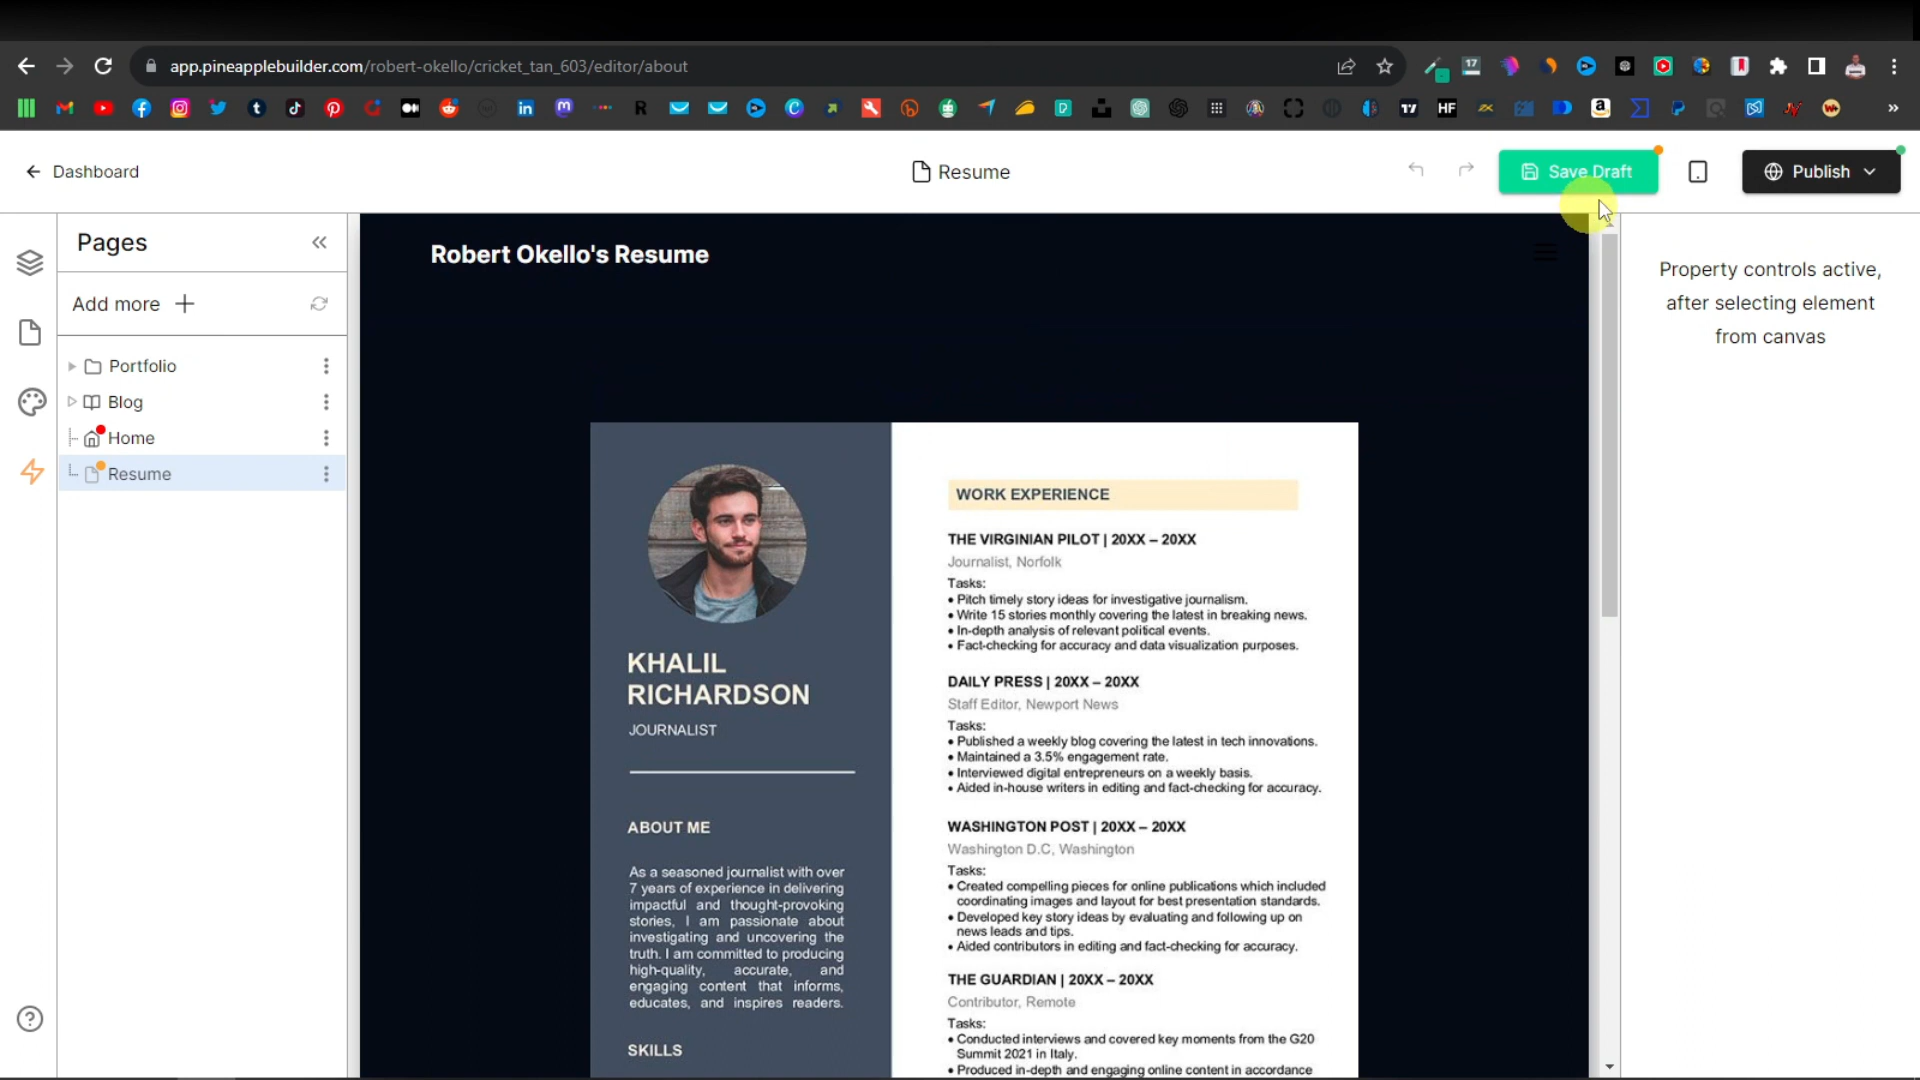 app.pineapplebuilder.com/robert-okello/cricket_tan_603/editor/about
Dashboard
Resume
Save Draft
Publish
Pages
Add more
Portfolio
Blog
Home
Resume
Robert Okello's Resume
KHALIL
RICHARDSON
JOURNALIST
ABOUT ME
As a seasoned journalist with over
7 years of experience in delivering
impactful and thought-provoking
stories, I am passionate about
investigating and uncovering the
truth. I am committed to producing
high-quality, accurate, and
engaging content that informs,
educates, and inspires readers.
SKILLS
WORK EXPERIENCE
THE VIRGINIAN PILOT | 20XX – 20XX
Journalist, Norfolk
Tasks:
• Pitch timely story ideas for investigative journalism.
• Write 15 stories monthly covering the latest in breaking news.
• In-depth analysis of relevant political events.
• Fact-checking for accuracy and data visualization purposes.
DAILY PRESS | 20XX – 20XX
Staff Editor, Newport News
Tasks:
• Published a weekly blog covering the latest in tech innovations.
• Maintained a 3.5% engagement rate.
• Interviewed digital entrepreneurs on a weekly basis.
• Aided in-house writers in editing and fact-checking for accuracy.
WASHINGTON POST | 20XX – 20XX
Washington D.C, Washington
Tasks:
• Created compelling pieces for online publications which included
coordinating images and layout for best presentation standards.
• Developed key story ideas by evaluating and following up on
news leads and tips.
• Aided contributors in editing and fact-checking for accuracy.
THE GUARDIAN | 20XX – 20XX
Contributor, Remote
Tasks:
• Conducted interviews and covered key moments from the G20
Summit 2021 in Italy.
• Produced in-depth and engaging online content in accordance
Property controls active,
after selecting element
from canvas